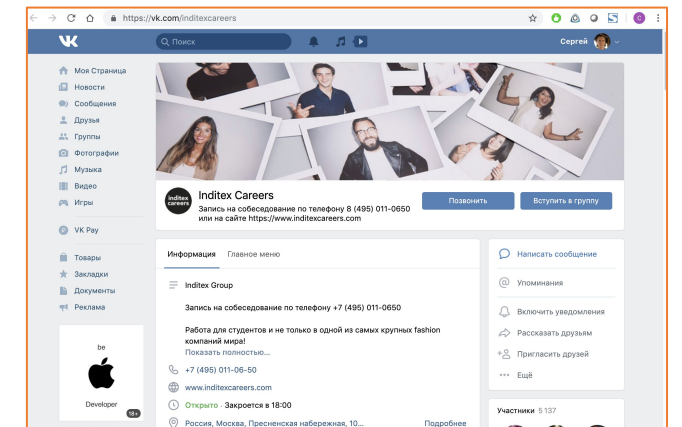 https://vk.com/inditexcareers
C
Поиск
Сергей
Моя Страница
Новости
Сообщения
Друзья
Группы
Фотографии
Музыка
Видео
Игры
VK Pay
Товары
Закладки
Документы
Реклама
be
Developer
18+
inditex
careers
Inditex Careers
Запись на собеседование по телефону 8 (495) 011-0650
или на сайте https://www.inditexcareers.com
Позвонить
Вступить в группу
Информация Главное меню
Inditex Group
Запись на собеседование по телефону +7 (495) 011-0650
Работа для студентов и не только в одной из самых крупных fashion
компаний мира!
Показать полностью...
+7 (495) 011-06-50
www.inditexcareers.com
Открыто · Закроется в 18:00
Россия, Москва, Пресненская набережная, 10... Подробнее
Написать сообщение
Упоминания
Включить уведомления
Рассказать друзьям
Пригласить друзей
Ещё
Участники 5 137